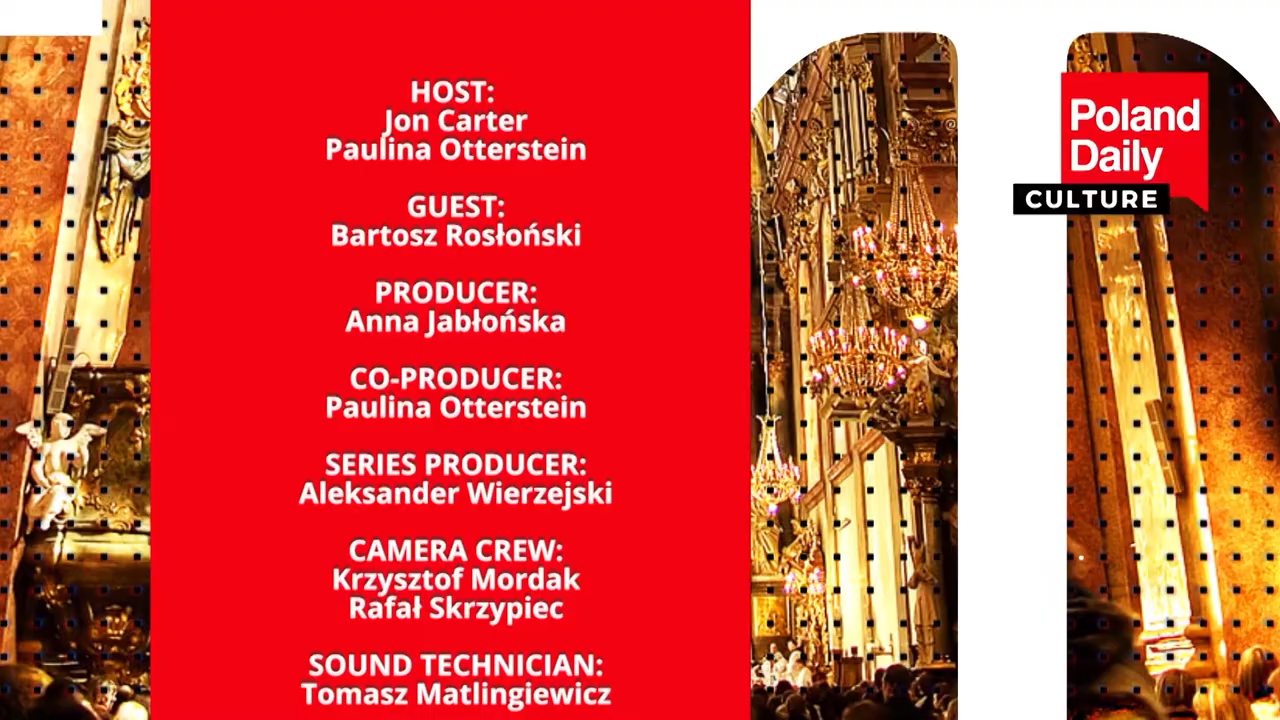 HOST:
Jon Carter
Paulina Otterstein
GUEST:
Bartosz Rosłoński
PRODUCER:
Anna Jabłońska
CO-PRODUCER:
Paulina Otterstein
SERIES PRODUCER:
Aleksander Wierzejski
CAMERA CREW:
Krzysztof Mordak
Rafał Skrzypiec
SOUND TECHNICIAN:
Tomasz Matlingiewicz
Poland
Daily
CULTURE